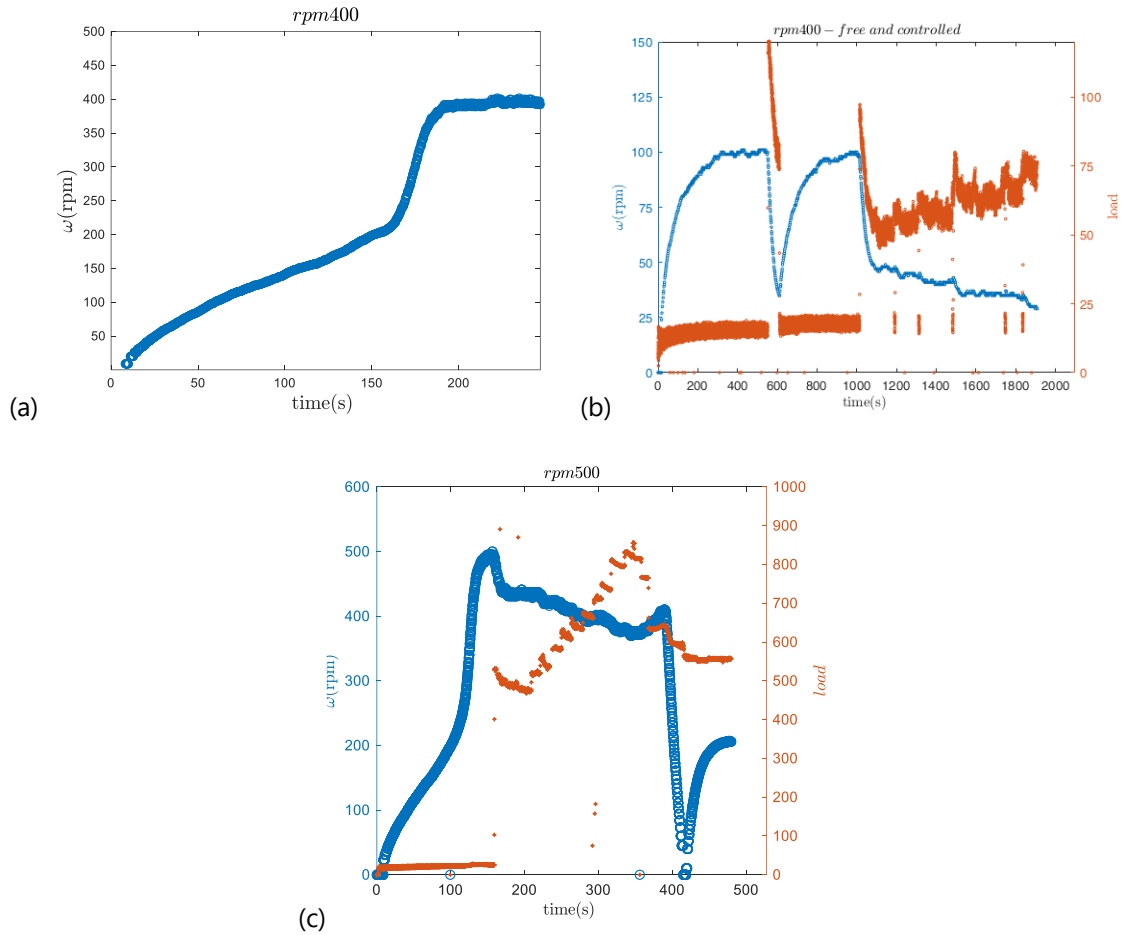 rpm400
500
450
400
350
300
250
200
150
100
50
ω(rpm)
0 50 100 150 200
time(s)
(a)
rpm400 − free and controlled
150
125
100
75
50
25
0
ω(rpm)
100
75
50
25
0
load
0 200 400 600 800 1000 1200 1400 1600 1800 2000
time(s)
(b)
rpm500
600
500
400
300
200
100
0
ω(rpm)
1000
900
800
700
600
500
400
300
200
100
0
load
0 100 200 300 400 500
time(s)
(c)